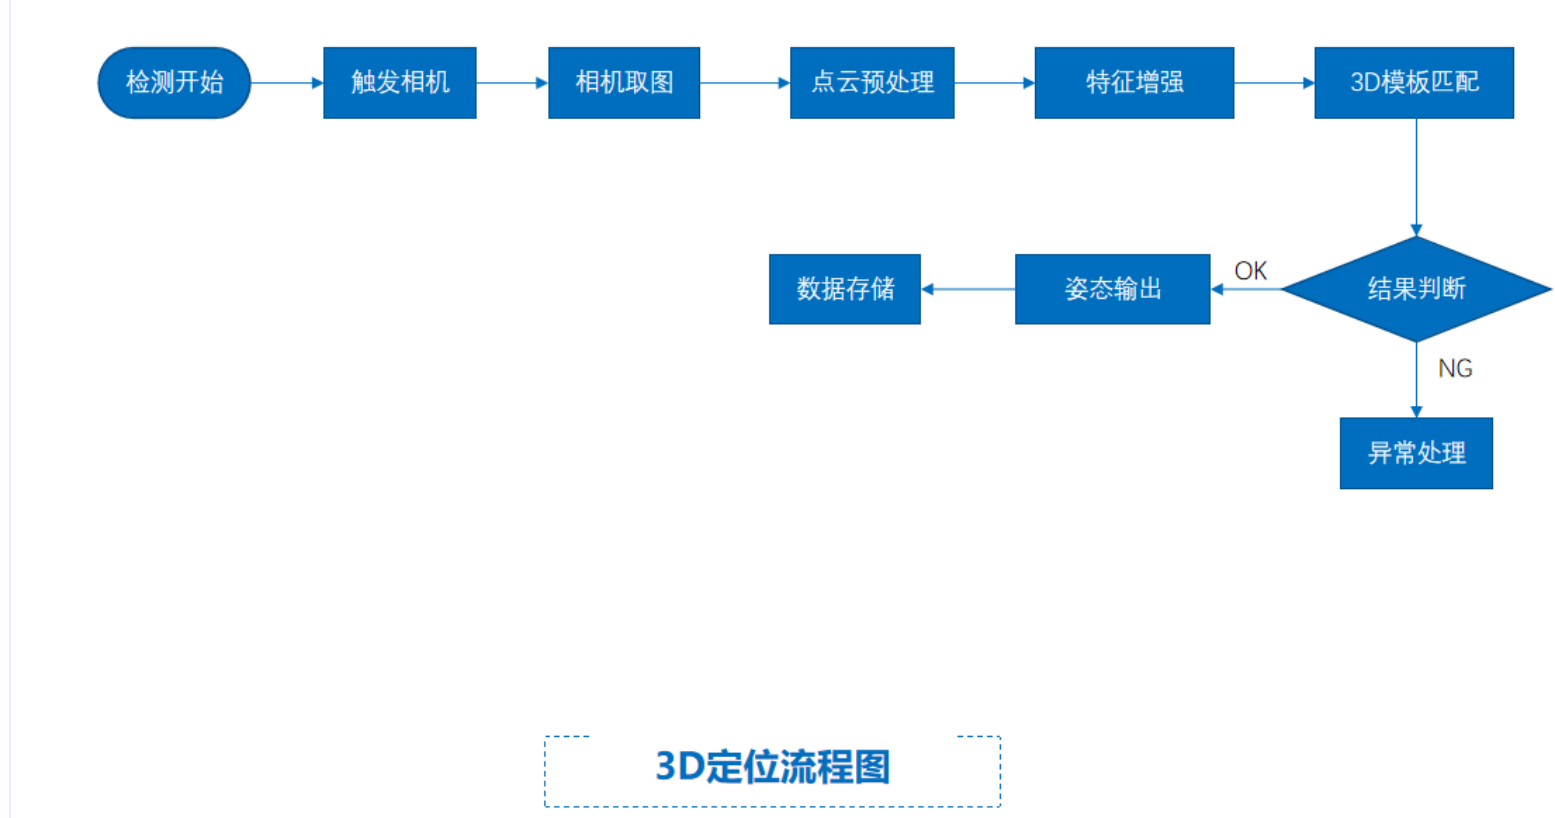 检测开始
触发相机
相机取图
点云预处理
特征增强
3D模板匹配
数据存储
姿态输出
OK
结果判断
NG
异常处理
3D定位流程图